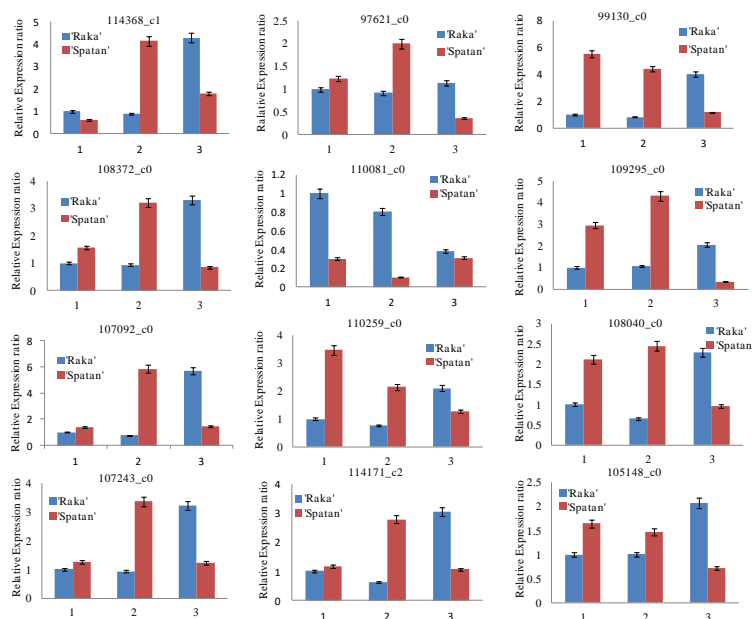 114368_c1
Relative Expression ratio
5
4
3
2
1
0
'Raka'
'Spatan'
1 2 3
97621_c0
Relative Expression ratio
2.5
2
1.5
1
0.5
0
'Raka'
'Spatan'
1 2 3
99130_c0
Relative Expression ratio
8
6
4
2
0
'Raka'
'Spatan'
1 2 3
108372_c0
Relative Expression ratio
4
3
2
1
0
'Raka'
'Spatan'
1 2 3
110081_c0
Relative Expression ratio
1.2
1
0.8
0.6
0.4
0.2
0
'Raka'
'Spatan'
1 2 3
109295_c0
Relative Expression ratio
5
4
3
2
1
0
'Raka'
'Spatan'
1 2 3
107092_c0
Relative Expression ratio
8
6
4
2
0
'Raka'
'Spatan'
1 2 3
110259_c0
Relative Expression ratio
4
3
2
1
0
'Raka'
'Spatan'
1 2 3
108040_c0
Relative Expression ratio
3
2.5
2
1.5
1
0.5
0
'Raka'
'Spatan'
1 2 3
107243_c0
Relative Expression ratio
4
3
2
1
0
'Raka'
'Spatan'
1 2 3
114171_c2
Relative Expression ratio
4
3
2
1
0
'Raka'
'Spatan'
1 2 3
105148_c0
Relative Expression ratio
2.5
2
1.5
1
0.5
0
'Raka'
'Spatan'
1 2 3